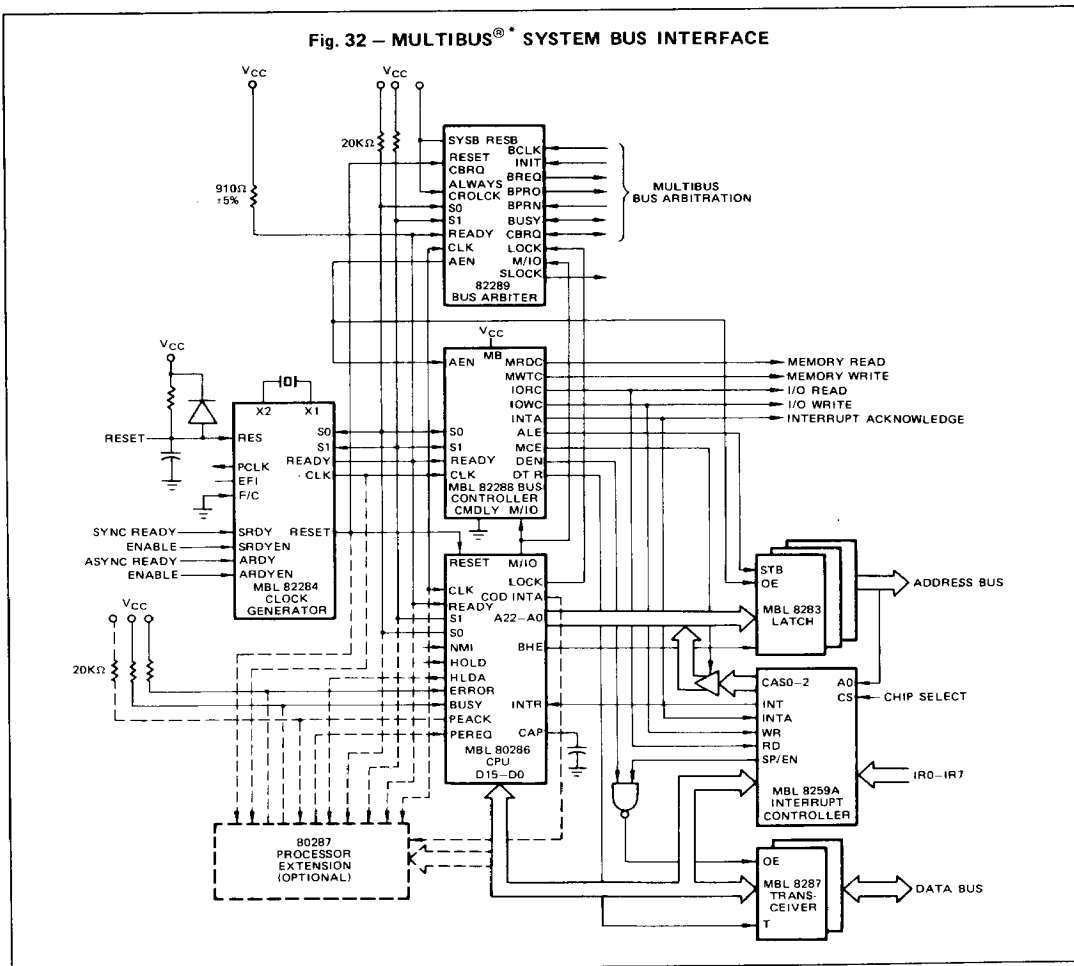 Fig. 32 – MULTIBUS®* SYSTEM BUS INTERFACE
VCC
VCC
20KΩ
910Ω
±5%
SYSB RESB
RESET
CBRQ
ALWAYS
CROLCK
S0
S1
READY
CLK
AEN
BCLK
INIT
BREQ
BPRO
BPRN
BUSY
CBRQ
LOCK
M/IO
SLOCK
82289
BUS ARBITER
MULTIBUS
BUS ARBITRATION
VCC
MB
AEN
S0
S1
READY
CLK
MRDC
MWTC
IORC
IOWC
INTA
ALE
MCE
DEN
DT R
MBL 82288 BUS
CONTROLLER
CMDLY M/IO
MEMORY READ
MEMORY WRITE
I/O READ
I/O WRITE
INTERRUPT ACKNOWLEDGE
VCC
RESET
X2 X1
RES
PCLK
EFI
F/C
S0
S1
READY
CLK
RESET
SYNC READY
ENABLE
ASYNC READY
ENABLE
SRDY
SRDYEN
ARDY
ARDYEN
MBL 82284
CLOCK
GENERATOR
VCC
20KΩ
RESET M/IO
CLK
READY
S1
S0
NMI
HOLD
HLDA
ERROR
BUSY
PEACK
PEREQ
LOCK
COD INTA
A22–A0
BHE
INTR
CAP
MBL 80286
CPU
D15–D0
STB
OE
MBL 8283
LATCH
ADDRESS BUS
CAS0–2
A0
CS
CHIP SELECT
INT
INTA
WR
RD
SP/EN
IR0–IR7
MBL 8259A
INTERRUPT
CONTROLLER
80287
PROCESSOR
EXTENSION
(OPTIONAL)
OE
MBL 8287
TRANS-
CEIVER
T
DATA BUS